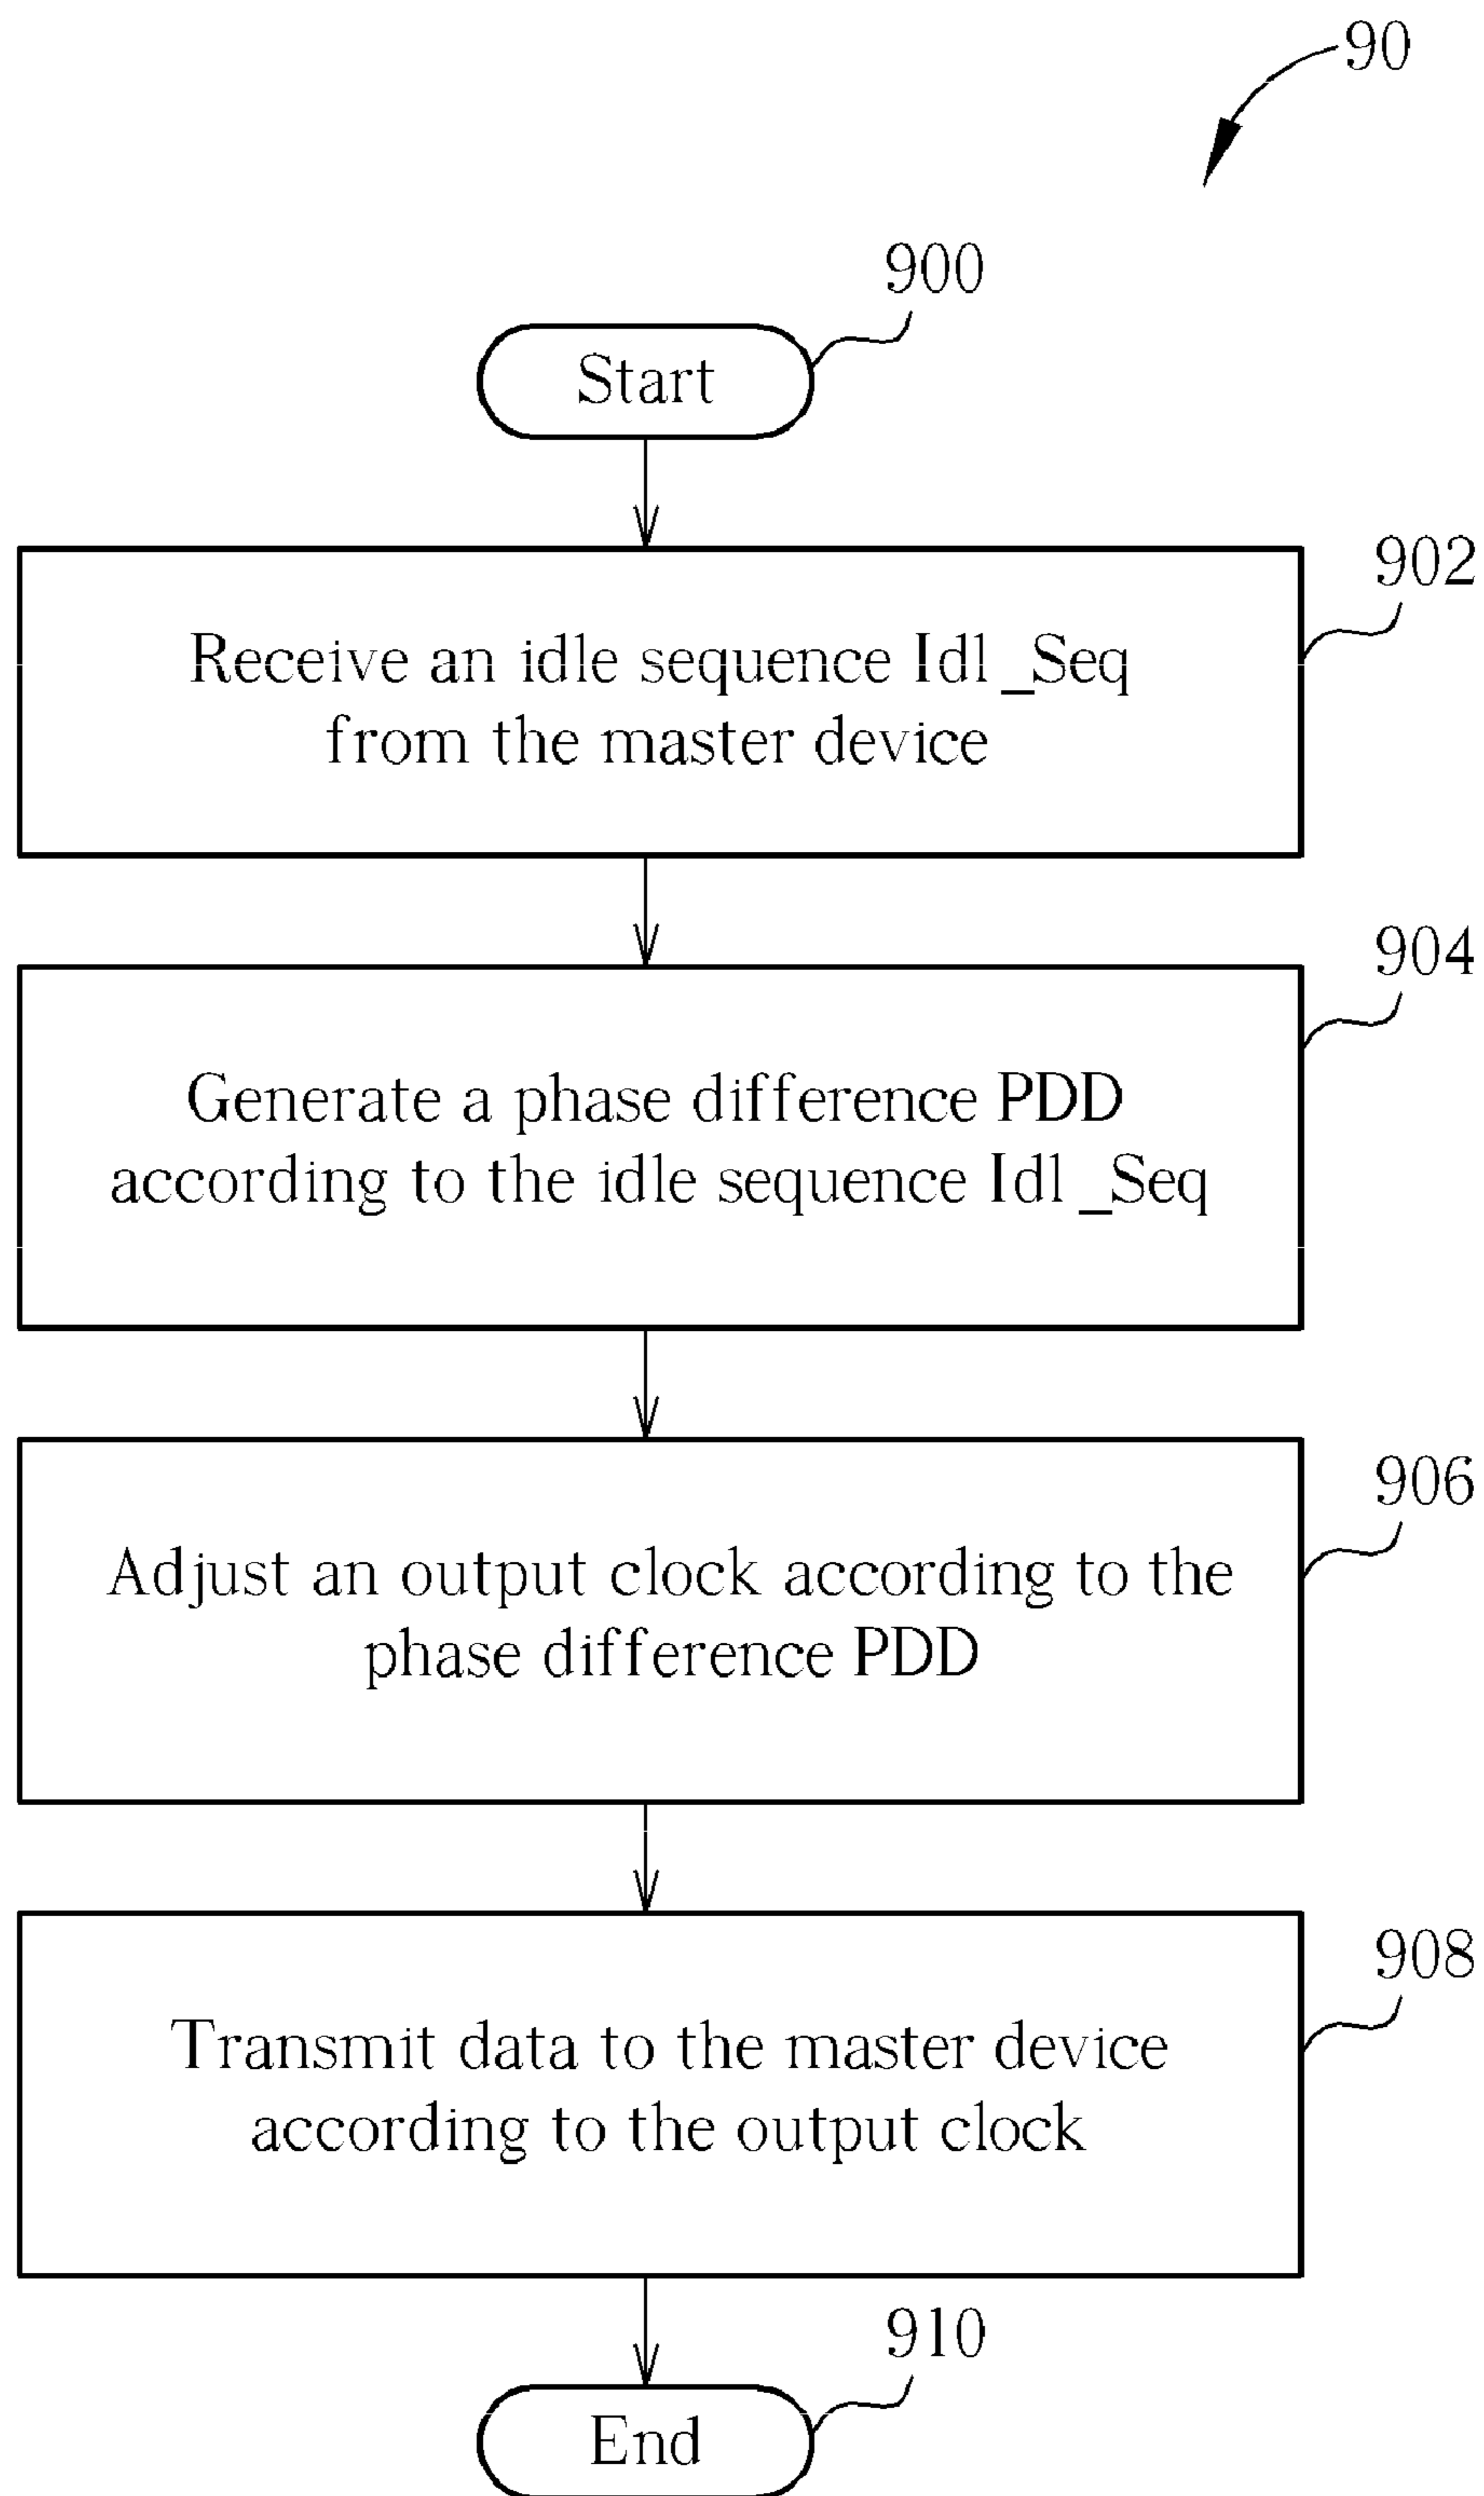 90
900
Start
902
Receive an idle sequence Idl_Seq
from the master device
904
Generate a phase difference PDD
according to the idle sequence Idl_Seq
906
Adjust an output clock according to the
phase difference PDD
908
Transmit data to the master device
according to the output clock
910
End